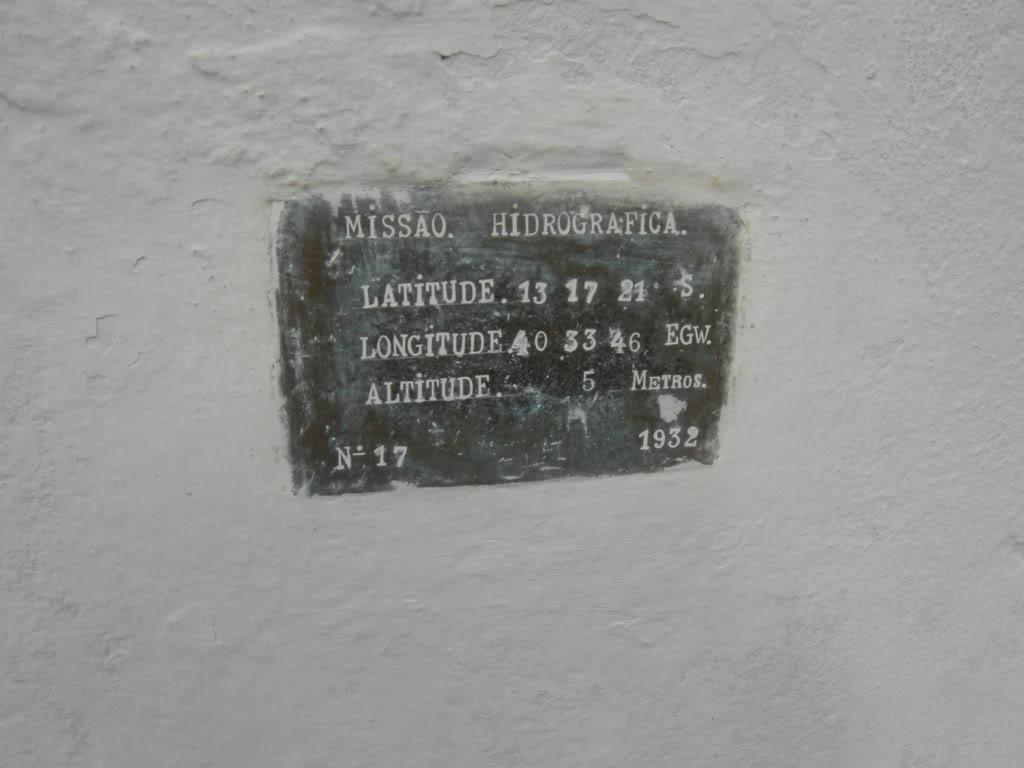 MISSÃO. HIDROGRAFICA.
LATITUDE. 13 17 21 S.
LONGITUDE 40 33 46 EGW.
ALTITUDE. 5 METROS.
Nº 17 1932